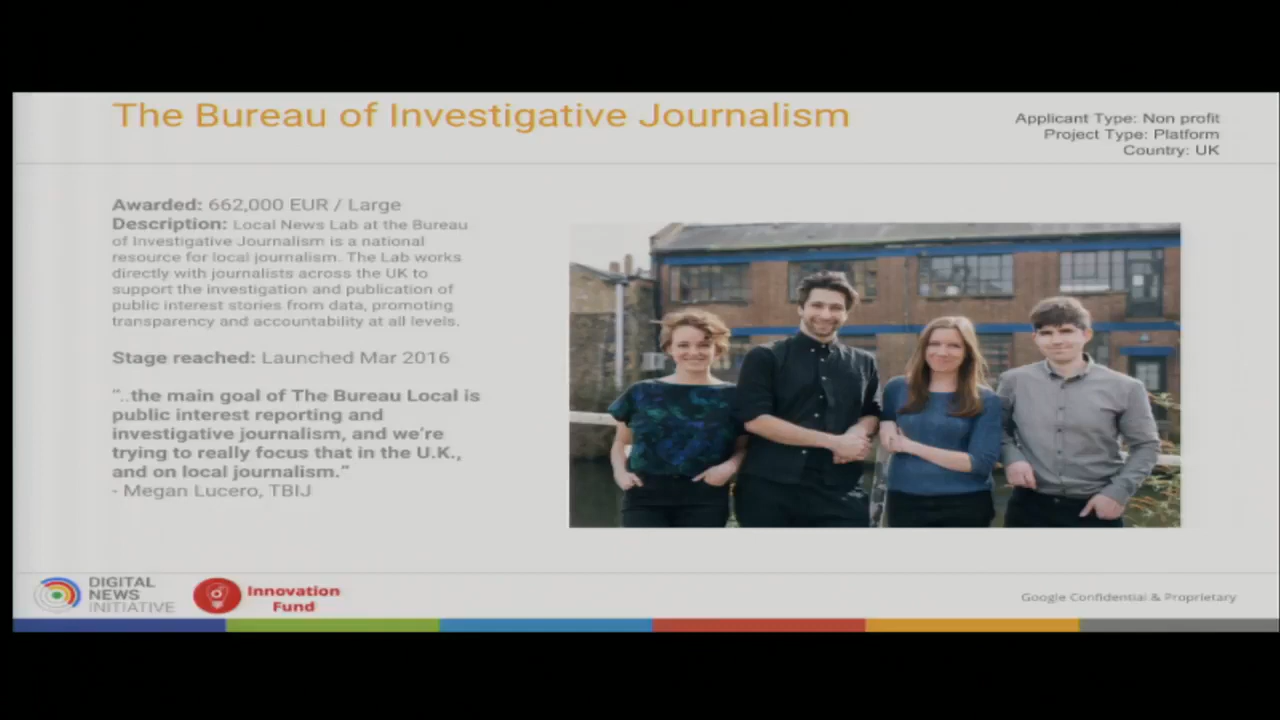 The Bureau of Investigative Journalism
Applicant Type: Non profit
Project Type: Platform
Country: UK
Awarded: 662,000 EUR / Large
Description: Local News Lab at the Bureau
of Investigative Journalism is a national
resource for local journalism. The Lab works
directly with journalists across the UK to
support the investigation and publication of
public interest stories from data, promoting
transparency and accountability at all levels.
Stage reached: Launched Mar 2016
"..the main goal of The Bureau Local is
public interest reporting and
investigative journalism, and we're
trying to really focus that in the U.K.,
and on local journalism."
- Megan Lucero, TBIJ
DIGITAL
NEWS
INITIATIVE
Innovation
Fund
Google Confidential & Proprietary